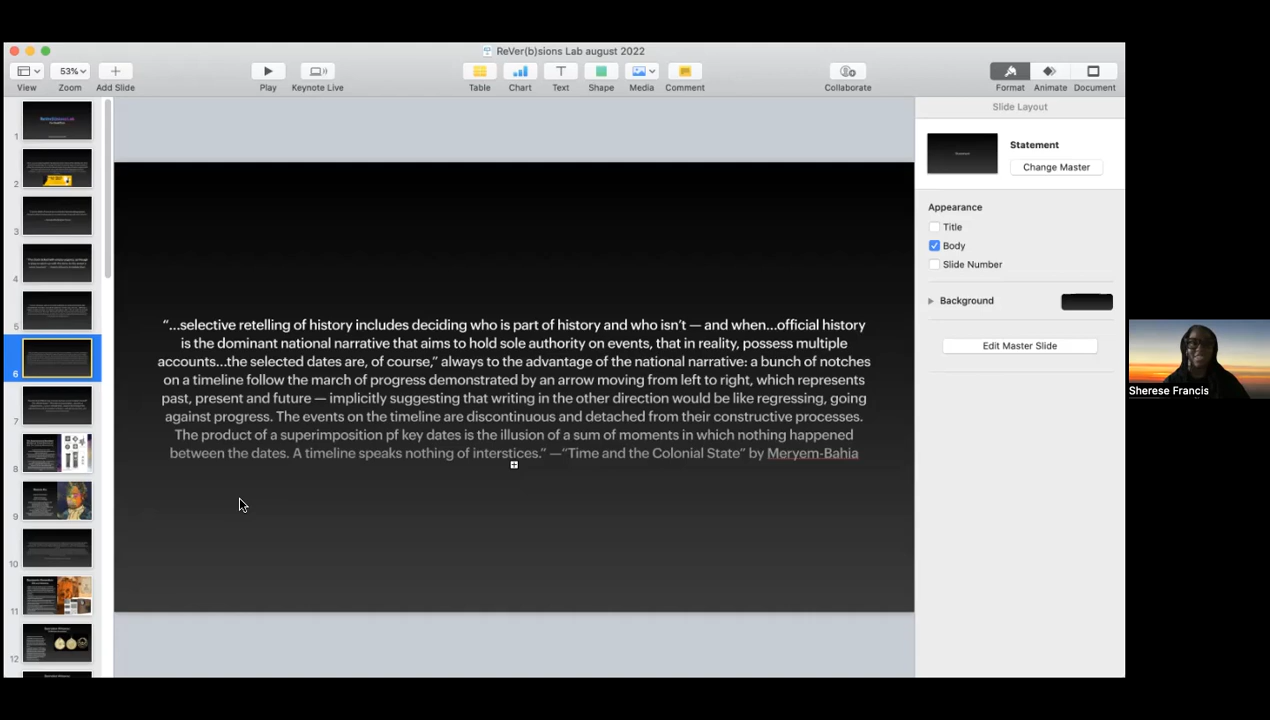 ReVer(b)sions Lab august 2022
53%
View
Zoom
Add Slide
Play
Keynote Live
Table
Chart
Text
Shape
Media
Comment
Collaborate
Format
Animate
Document
1
2
3
4
5
6
7
8
9
10
11
12
“...selective retelling of history includes deciding who is part of history and who isn’t — and when...official history
is the dominant national narrative that aims to hold sole authority on events, that in reality, possess multiple
accounts...the selected dates are, of course,” always to the advantage of the national narrative: a bunch of notches
on a timeline follow the march of progress demonstrated by an arrow moving from left to right, which represents
past, present and future — implicitly suggesting that writing in the other direction would be like regressing, going
against progress. The events on the timeline are discontinuous and detached from their constructive processes.
The product of a superimposition pf key dates is the illusion of a sum of moments in which nothing happened
between the dates. A timeline speaks nothing of interstices.” —“Time and the Colonial State” by Meryem-Bahia
Slide Layout
Statement
Change Master
Appearance
Title
Body
Slide Number
Background
Edit Master Slide
Sherese Francis